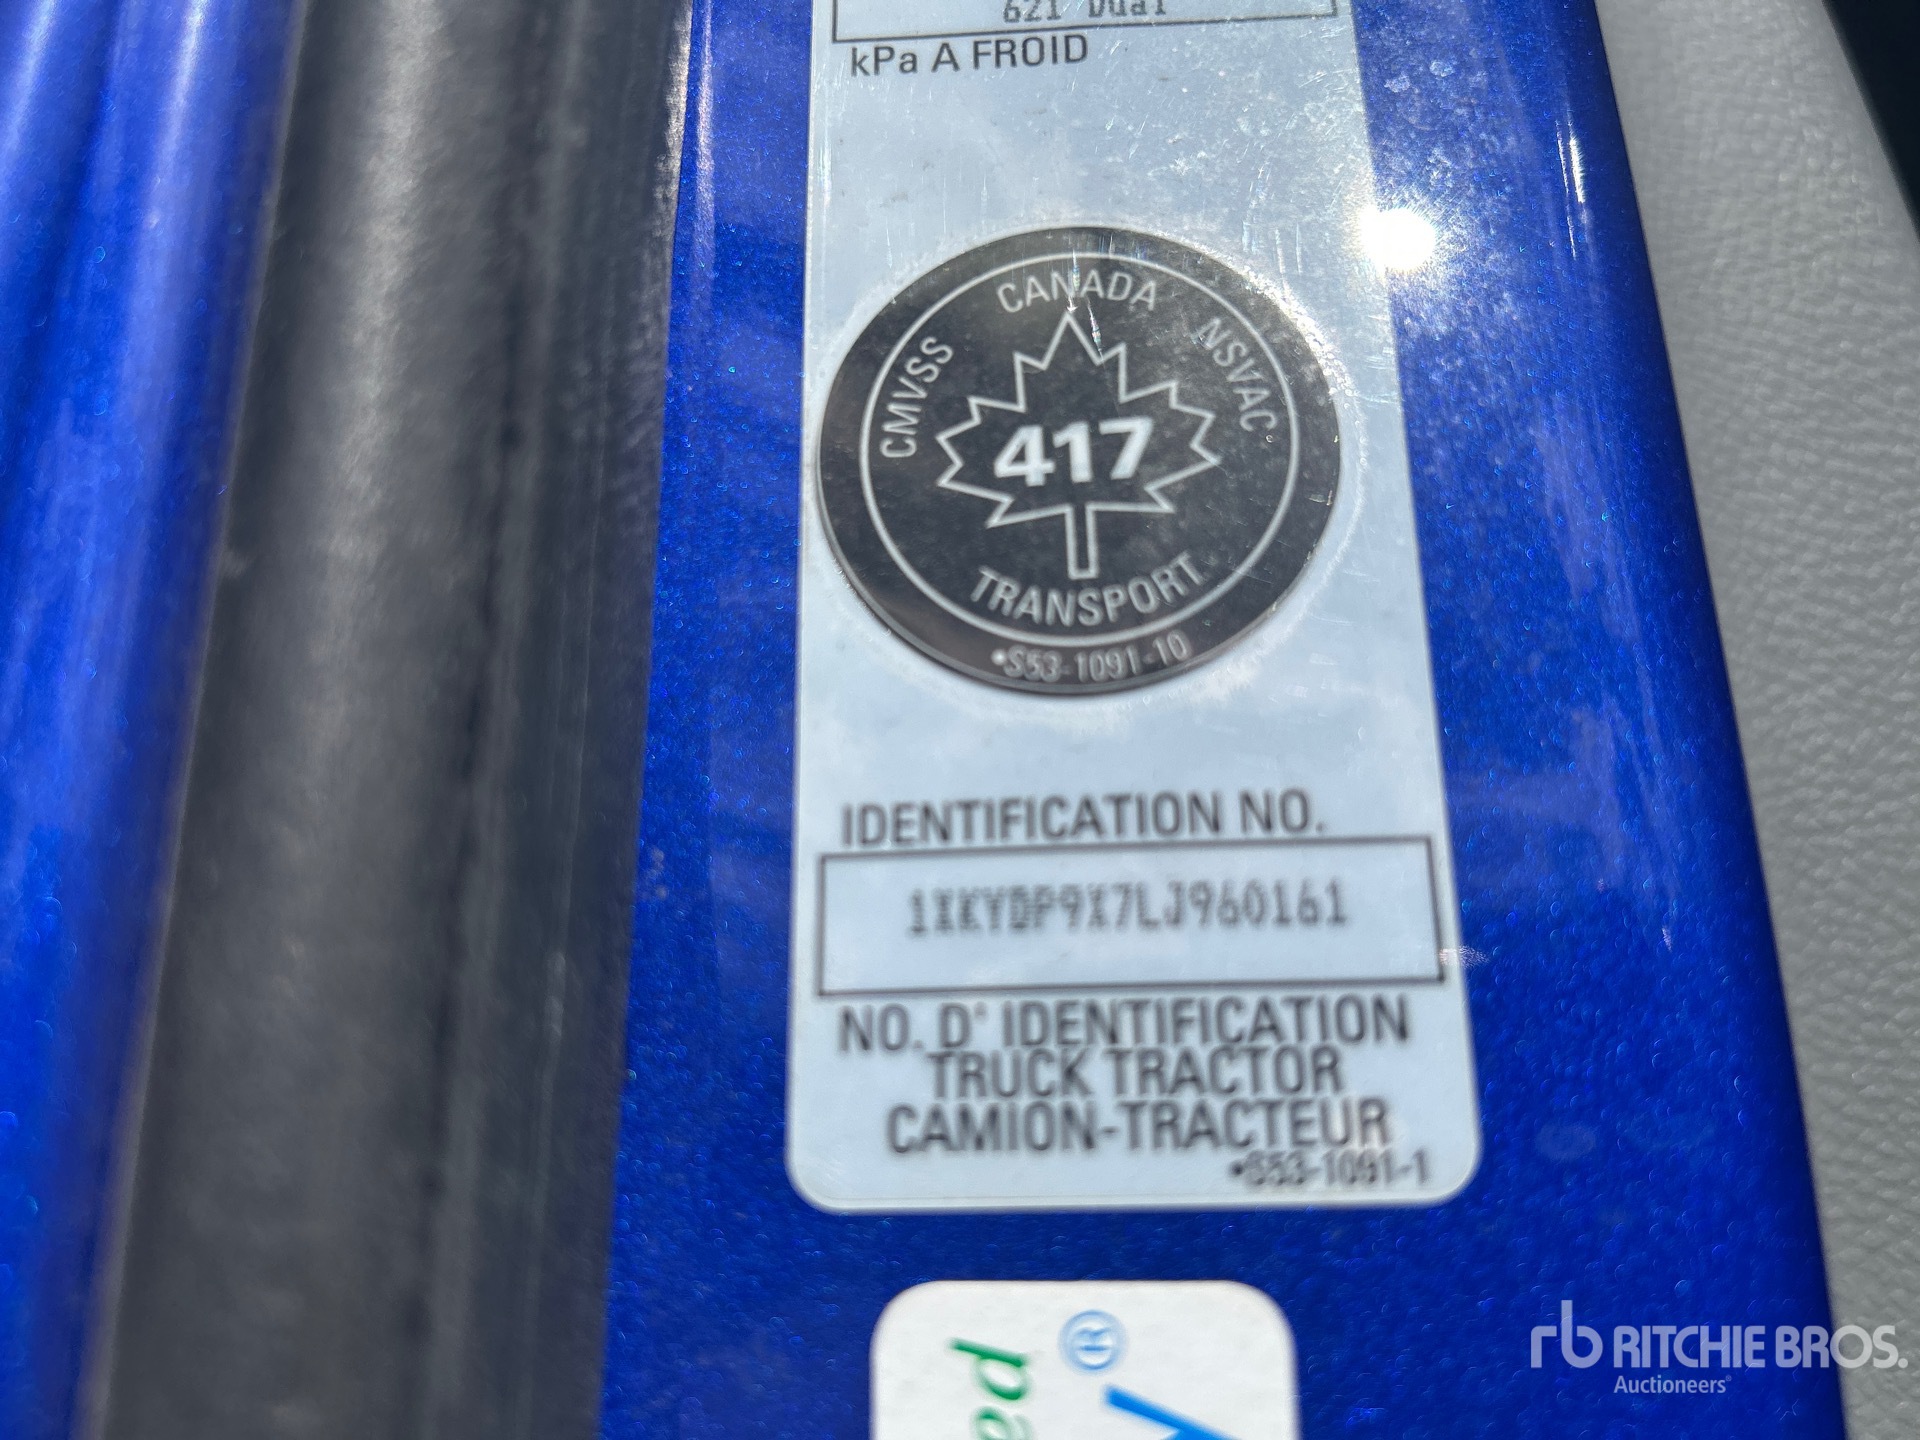 621 Dual
kPa A FROID
CANADA
CMVSS
NSVAC
417
TRANSPORT
•S53-1091-10
IDENTIFICATION NO.
1XKYDP9X7LJ960161
NO. D' IDENTIFICATION
TRUCK TRACTOR
CAMION-TRACTEUR
•S53-1091-1
®
rb RITCHIE BROS.
Auctioneers